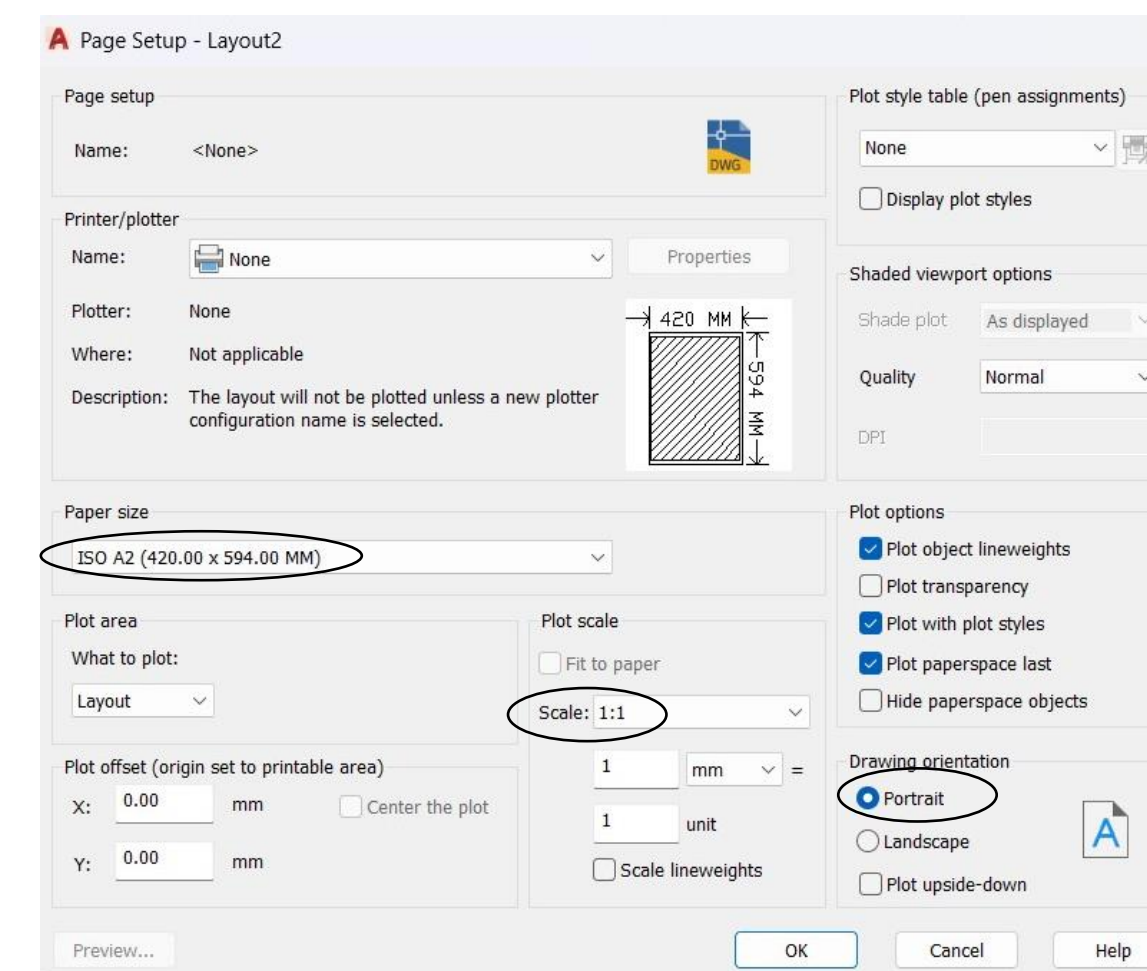 A Page Setup - Layout2
Page setup
Name: <None>
DWG
Printer/plotter
Name: None
Properties
Plotter: None
Where: Not applicable
Description: The layout will not be plotted unless a new plotter
configuration name is selected.
420 MM
594 MM
Paper size
ISO A2 (420.00 x 594.00 MM)
Plot area
What to plot:
Layout
Plot offset (origin set to printable area)
X: 0.00 mm
Center the plot
Y: 0.00 mm
Plot scale
Fit to paper
Scale: 1:1
1 mm =
1 unit
Scale lineweights
Plot style table (pen assignments)
None
Display plot styles
Shaded viewport options
Shade plot As displayed
Quality Normal
DPI
Plot options
Plot object lineweights
Plot transparency
Plot with plot styles
Plot paperspace last
Hide paperspace objects
Drawing orientation
Portrait
Landscape
A
Plot upside-down
Preview...
OK
Cancel
Help